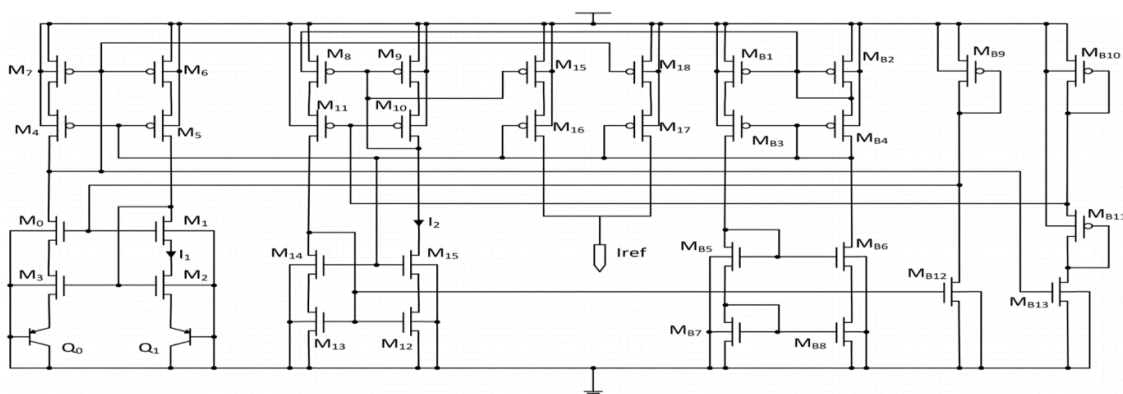 M8 M9 M15 M18 MB1 MB2 MB9 MB10
M7 M6
M11 M10
M4 M5 M16 M17 MB3 MB4
M0 M1 I2 MB11
I1 Iref MB5 MB6
M14 M15
M3 M2 MB12
MB13
Q0 Q1 M13 M12 MB7 MB8